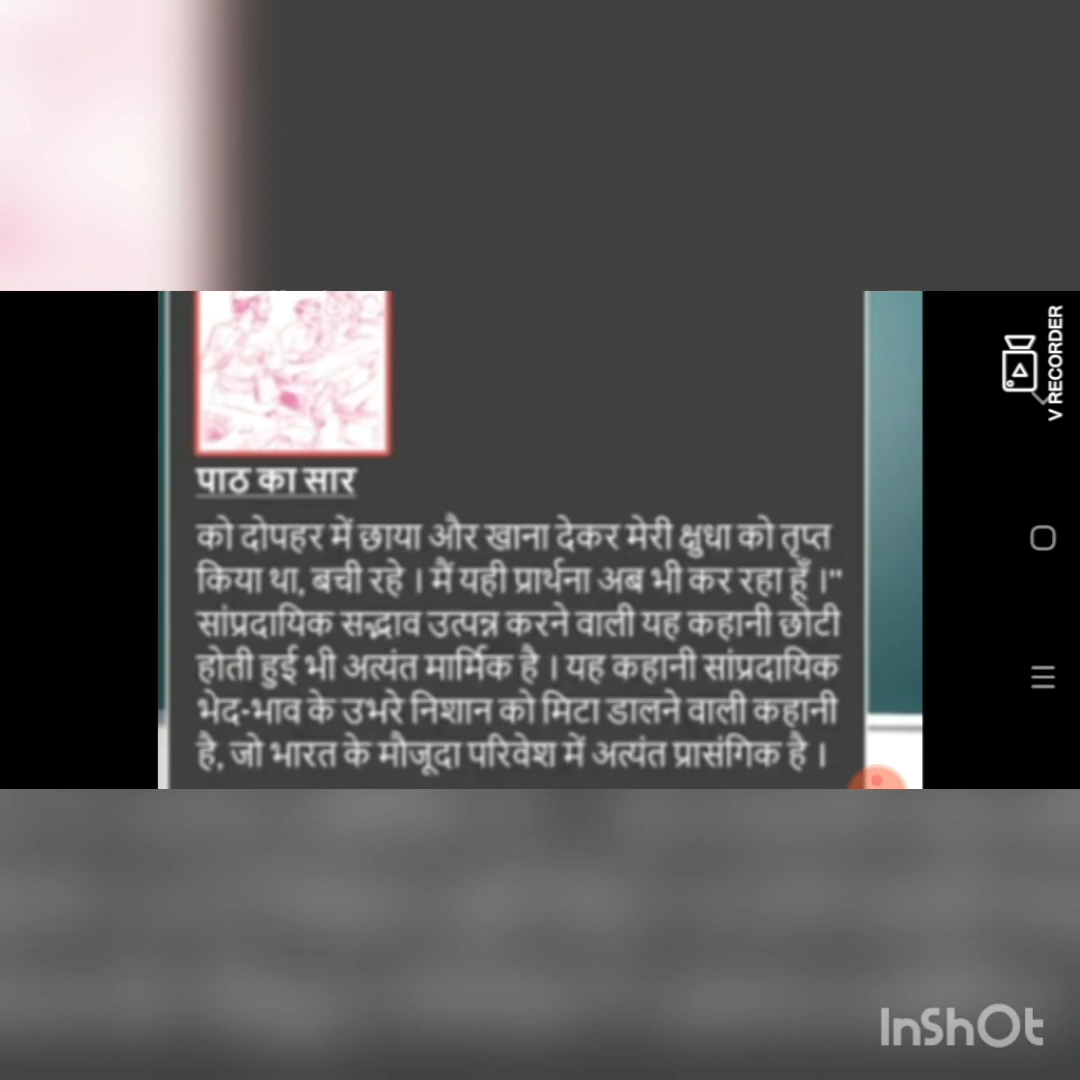 पाठ का सार
को दोपहर में छाया और खाना देकर मेरी क्षुधा को तृप्त
किया था, बची रहे । मैं यही प्रार्थना अब भी कर रहा हूँ ।"
सांप्रदायिक सद्भाव उत्पन्न करने वाली यह कहानी छोटी
होती हुई भी अत्यंत मार्मिक है । यह कहानी सांप्रदायिक
भेद-भाव के उभरे निशान को मिटा डालने वाली कहानी
है, जो भारत के मौजूदा परिवेश में अत्यंत प्रासंगिक है ।
V RECORDER
InShOt